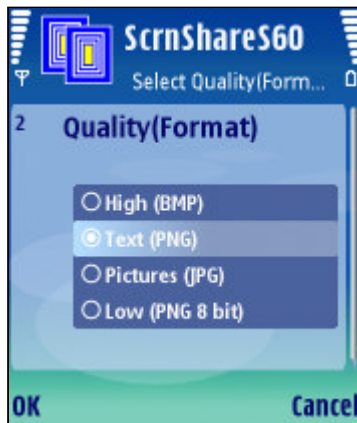 ScrnShareS60
Select Quality(Form...
2
Quality(Format)
High (BMP)
Text (PNG)
Pictures (JPG)
Low (PNG 8 bit)
OK Cancel